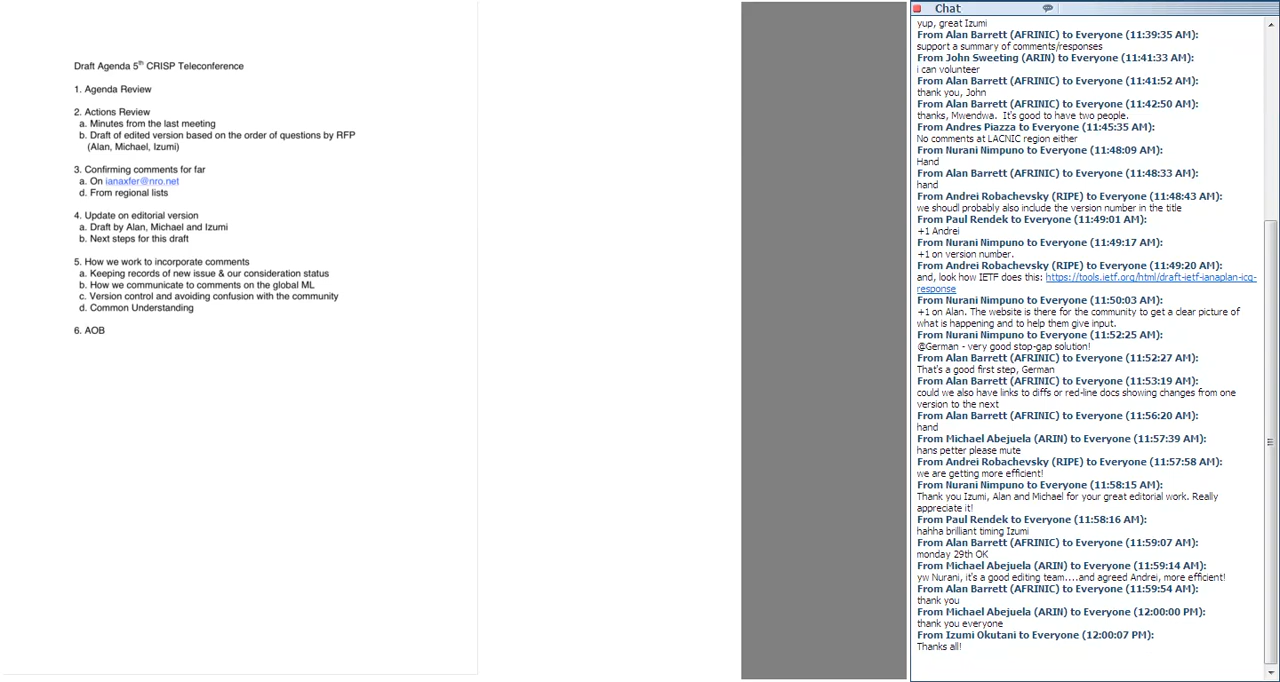 Draft Agenda 5th CRISP Teleconference
1. Agenda Review
2. Actions Review
a. Minutes from the last meeting
b. Draft of edited version based on the order of questions by RFP
(Alan, Michael, Izumi)
3. Confirming comments for far
a. On ianaxfer@nro.net
d. From regional lists
4. Update on editorial version
a. Draft by Alan, Michael and Izumi
b. Next steps for this draft
5. How we work to incorporate comments
a. Keeping records of new issue & our consideration status
b. How we communicate to comments on the global ML
c. Version control and avoiding confusion with the community
d. Common Understanding
6. AOB
Chat
yup, great Izumi
From Alan Barrett (AFRINIC) to Everyone (11:39:35 AM):
support a summary of comments/responses
From John Sweeting (ARIN) to Everyone (11:41:33 AM):
i can volunteer
From Alan Barrett (AFRINIC) to Everyone (11:41:52 AM):
thank you, John
From Alan Barrett (AFRINIC) to Everyone (11:42:50 AM):
thanks, Mwendwa.  It's good to have two people.
From Andres Piazza to Everyone (11:45:35 AM):
No comments at LACNIC region either
From Nurani Nimpuno to Everyone (11:48:09 AM):
Hand
From Alan Barrett (AFRINIC) to Everyone (11:48:33 AM):
hand
From Andrei Robachevsky (RIPE) to Everyone (11:48:43 AM):
we shoudl probably also include the version number in the title
From Paul Rendek to Everyone (11:49:01 AM):
+1 Andrei
From Nurani Nimpuno to Everyone (11:49:17 AM):
+1 on version number.
From Andrei Robachevsky (RIPE) to Everyone (11:49:20 AM):
and, look how IETF does this: https://tools.ietf.org/html/draft-ietf-ianaplan-icg-
response
From Nurani Nimpuno to Everyone (11:50:03 AM):
+1 on Alan. The website is there for the community to get a clear picture of
what is happening and to help them give input.
From Nurani Nimpuno to Everyone (11:52:25 AM):
@German - very good stop-gap solution!
From Alan Barrett (AFRINIC) to Everyone (11:52:27 AM):
That's a good first step, German
From Alan Barrett (AFRINIC) to Everyone (11:53:19 AM):
could we also have links to diffs or red-line docs showing changes from one
version to the next
From Alan Barrett (AFRINIC) to Everyone (11:56:20 AM):
hand
From Michael Abejuela (ARIN) to Everyone (11:57:39 AM):
hans petter please mute
From Andrei Robachevsky (RIPE) to Everyone (11:57:58 AM):
we are getting more efficient!
From Nurani Nimpuno to Everyone (11:58:15 AM):
Thank you Izumi, Alan and Michael for your great editorial work. Really
appreciate it!
From Paul Rendek to Everyone (11:58:16 AM):
hahha brilliant timing Izumi
From Alan Barrett (AFRINIC) to Everyone (11:59:07 AM):
monday 29th OK
From Michael Abejuela (ARIN) to Everyone (11:59:14 AM):
yw Nurani, it's a good editing team....and agreed Andrei, more efficient!
From Alan Barrett (AFRINIC) to Everyone (11:59:54 AM):
thank you
From Michael Abejuela (ARIN) to Everyone (12:00:00 PM):
thank you everyone
From Izumi Okutani to Everyone (12:00:07 PM):
Thanks all!